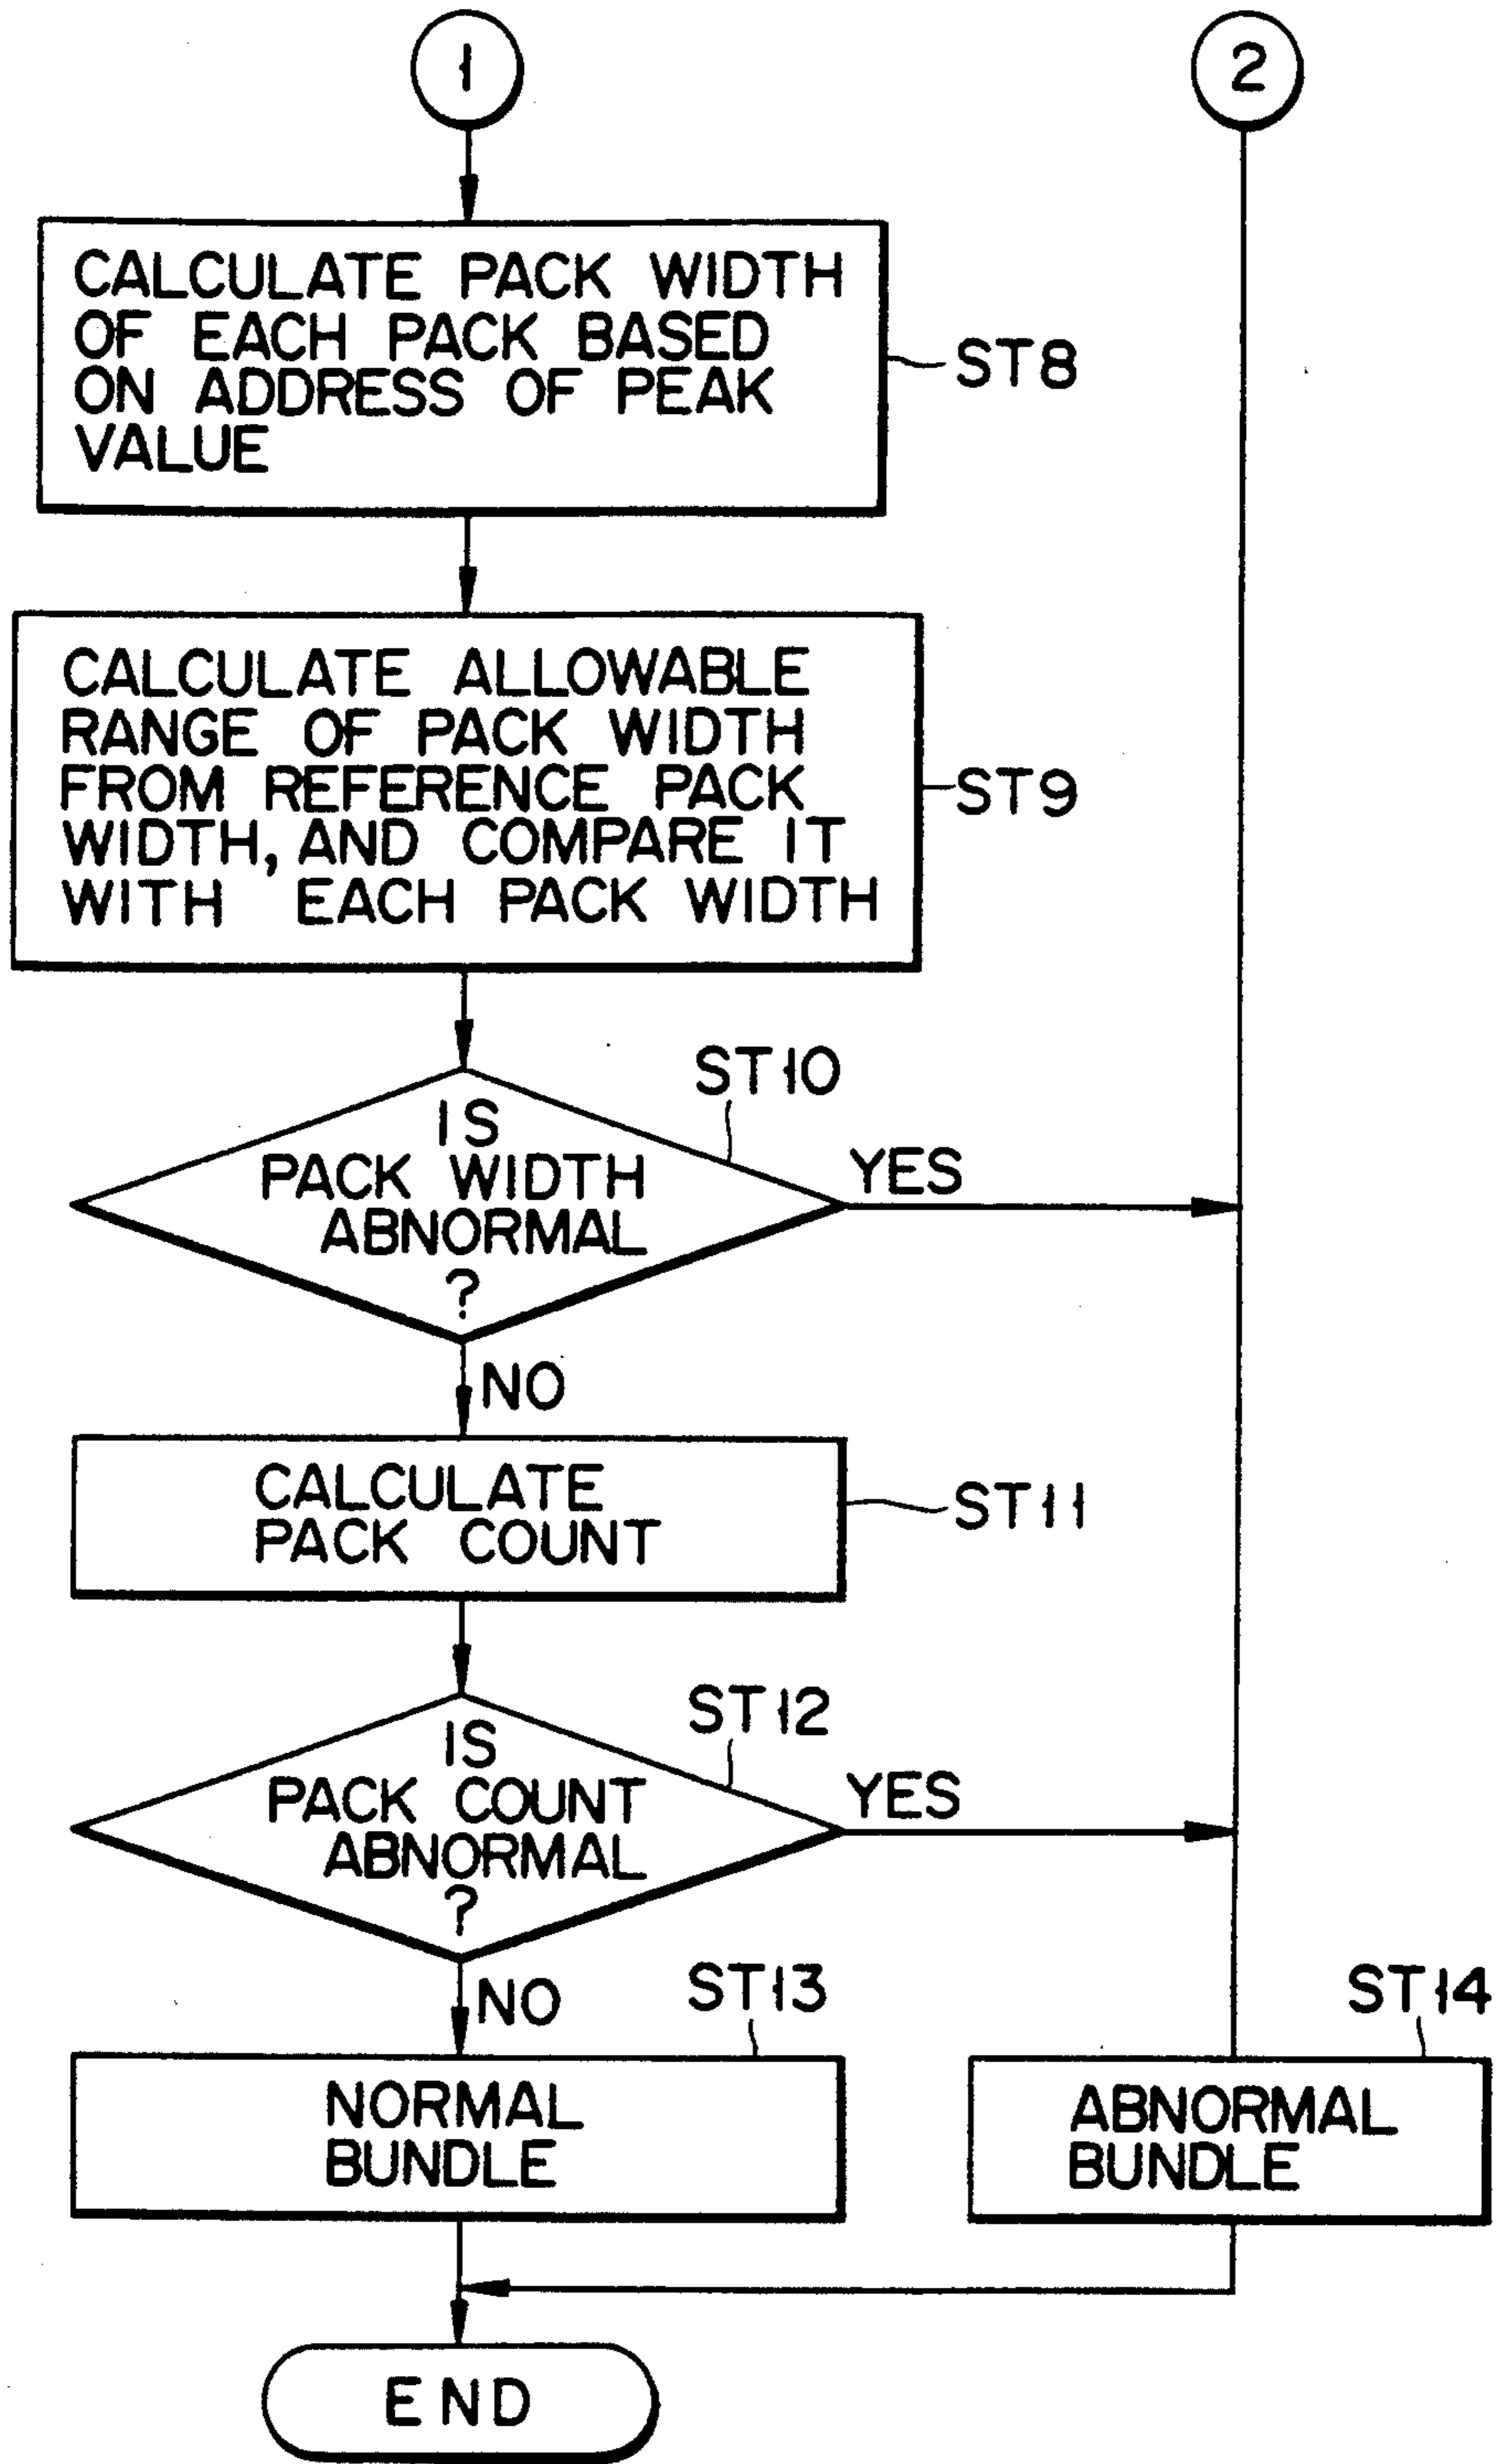 1
2
CALCULATE PACK WIDTH
OF EACH PACK BASED
ON ADDRESS OF PEAK
VALUE
ST8
CALCULATE ALLOWABLE
RANGE OF PACK WIDTH
FROM REFERENCE PACK
WIDTH, AND COMPARE IT
WITH EACH PACK WIDTH
ST9
ST10
IS
PACK WIDTH
ABNORMAL
?
YES
NO
CALCULATE
PACK COUNT
ST11
ST12
IS
PACK COUNT
ABNORMAL
?
YES
NO
ST13
NORMAL
BUNDLE
ST14
ABNORMAL
BUNDLE
END